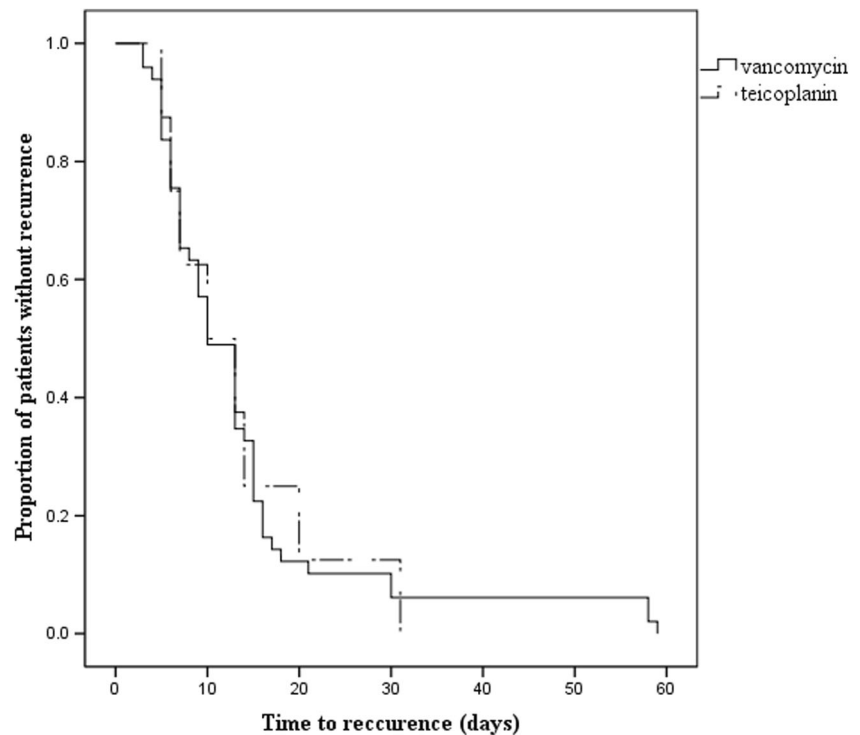 1.0
0.8
0.6
0.4
0.2
0.0
Proportion of patients without recurrence
0 10 20 30 40 50 60
Time to reccurence (days)
vancomycin
teicoplanin